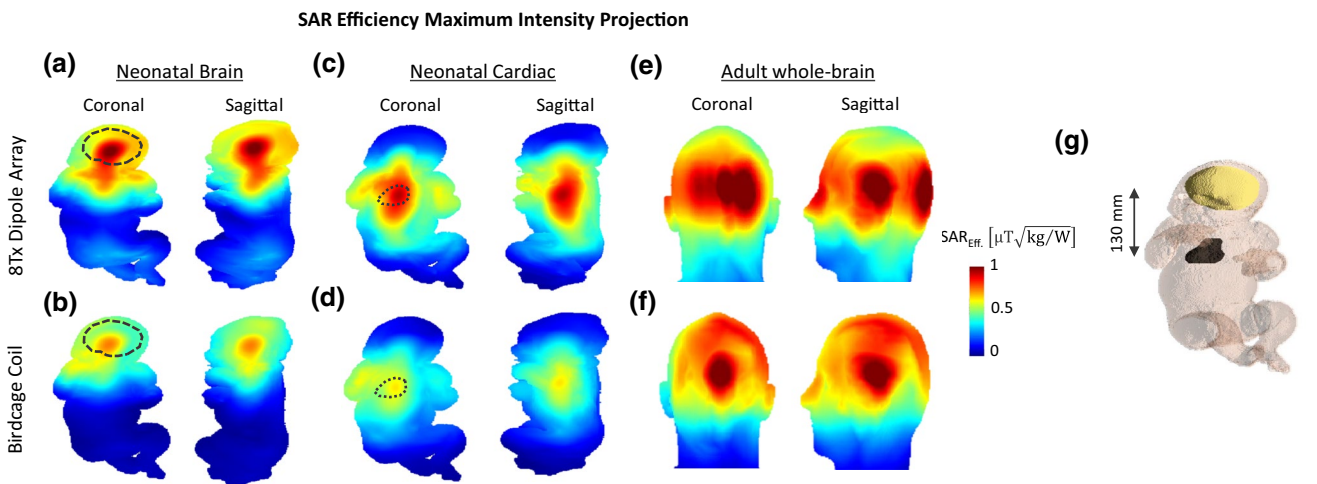 SAR Efficiency Maximum Intensity Projection
(a) Neonatal Brain
(c) Neonatal Cardiac
(e) Adult whole-brain
Coronal Sagittal
Coronal Sagittal
Coronal Sagittal
8Tx Dipole Array
(g)
130 mm
SAR_Eff. [μT√kg/W]
1
0.5
0
(b)
(d)
(f)
Birdcage Coil